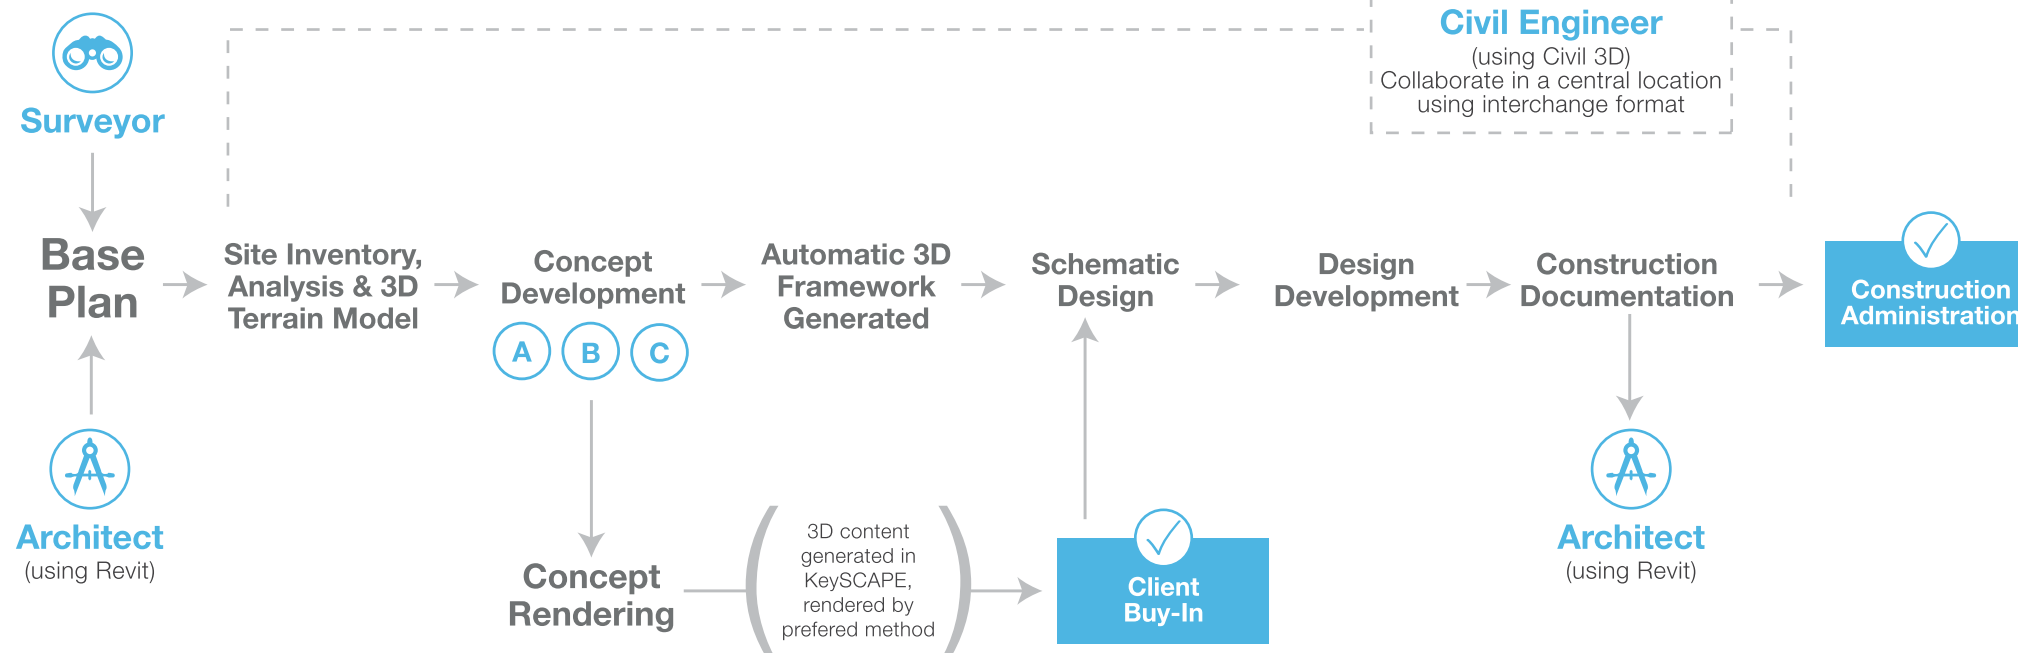 Civil Engineer
(using Civil 3D)
Collaborate in a central location
using interchange format
Surveyor
Base
Plan
Architect
(using Revit)
Site Inventory,
Analysis & 3D
Terrain Model
Concept
Development
A
B
C
Concept
Rendering
3D content
generated in
KeySCAPE,
rendered by
prefered method
Client
Buy-In
Automatic 3D
Framework
Generated
Schematic
Design
Design
Development
Construction
Documentation
Architect
(using Revit)
Construction
Administration